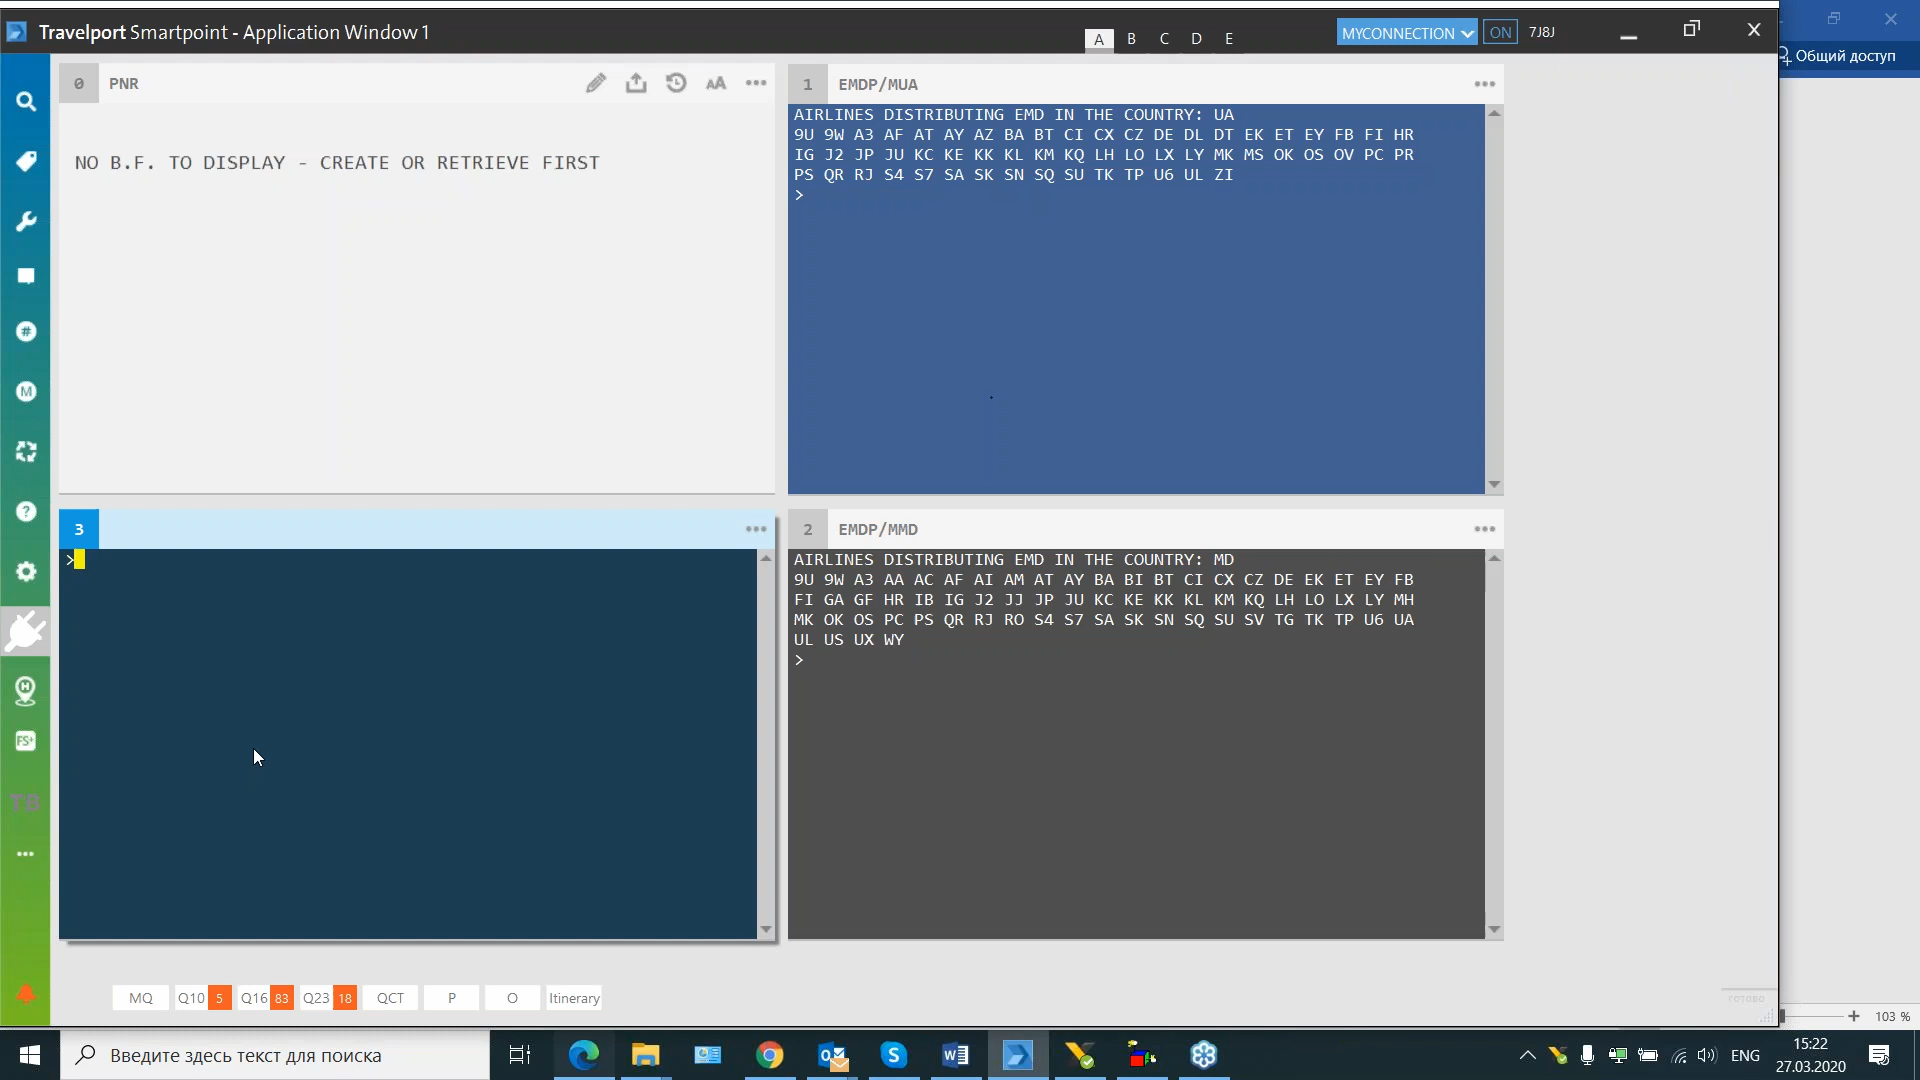 Travelport Smartpoint - Application Window 1
A B C D E
MYCONNECTION ON 7J8J
Общий доступ
0 PNR AA
NO B.F. TO DISPLAY - CREATE OR RETRIEVE FIRST
1 EMDP/MUA
AIRLINES DISTRIBUTING EMD IN THE COUNTRY: UA
9U 9W A3 AF AT AY AZ BA BT CI CX CZ DE DL DT EK ET EY FB FI HR
IG J2 JP JU KC KE KK KL KM KQ LH LO LX LY MK MS OK OS OV PC PR
PS QR RJ S4 S7 SA SK SN SQ SU TK TP U6 UL ZI
>
3
>
2 EMDP/MMD
AIRLINES DISTRIBUTING EMD IN THE COUNTRY: MD
9U 9W A3 AA AC AF AI AM AT AY BA BI BT CI CX CZ DE EK ET EY FB
FI GA GF HR IB IG J2 JJ JP JU KC KE KK KL KM KQ LH LO LX LY MH
MK OK OS PC PS QR RJ RO S4 S7 SA SK SN SQ SU SV TG TK TP U6 UA
UL US UX WY
>
#
M
?
H
FS+
TB
MQ Q10 5 Q16 83 Q23 18 QCT P O Itinerary
готово
103 %
Введите здесь текст для поиска
ENG
15:22
27.03.2020